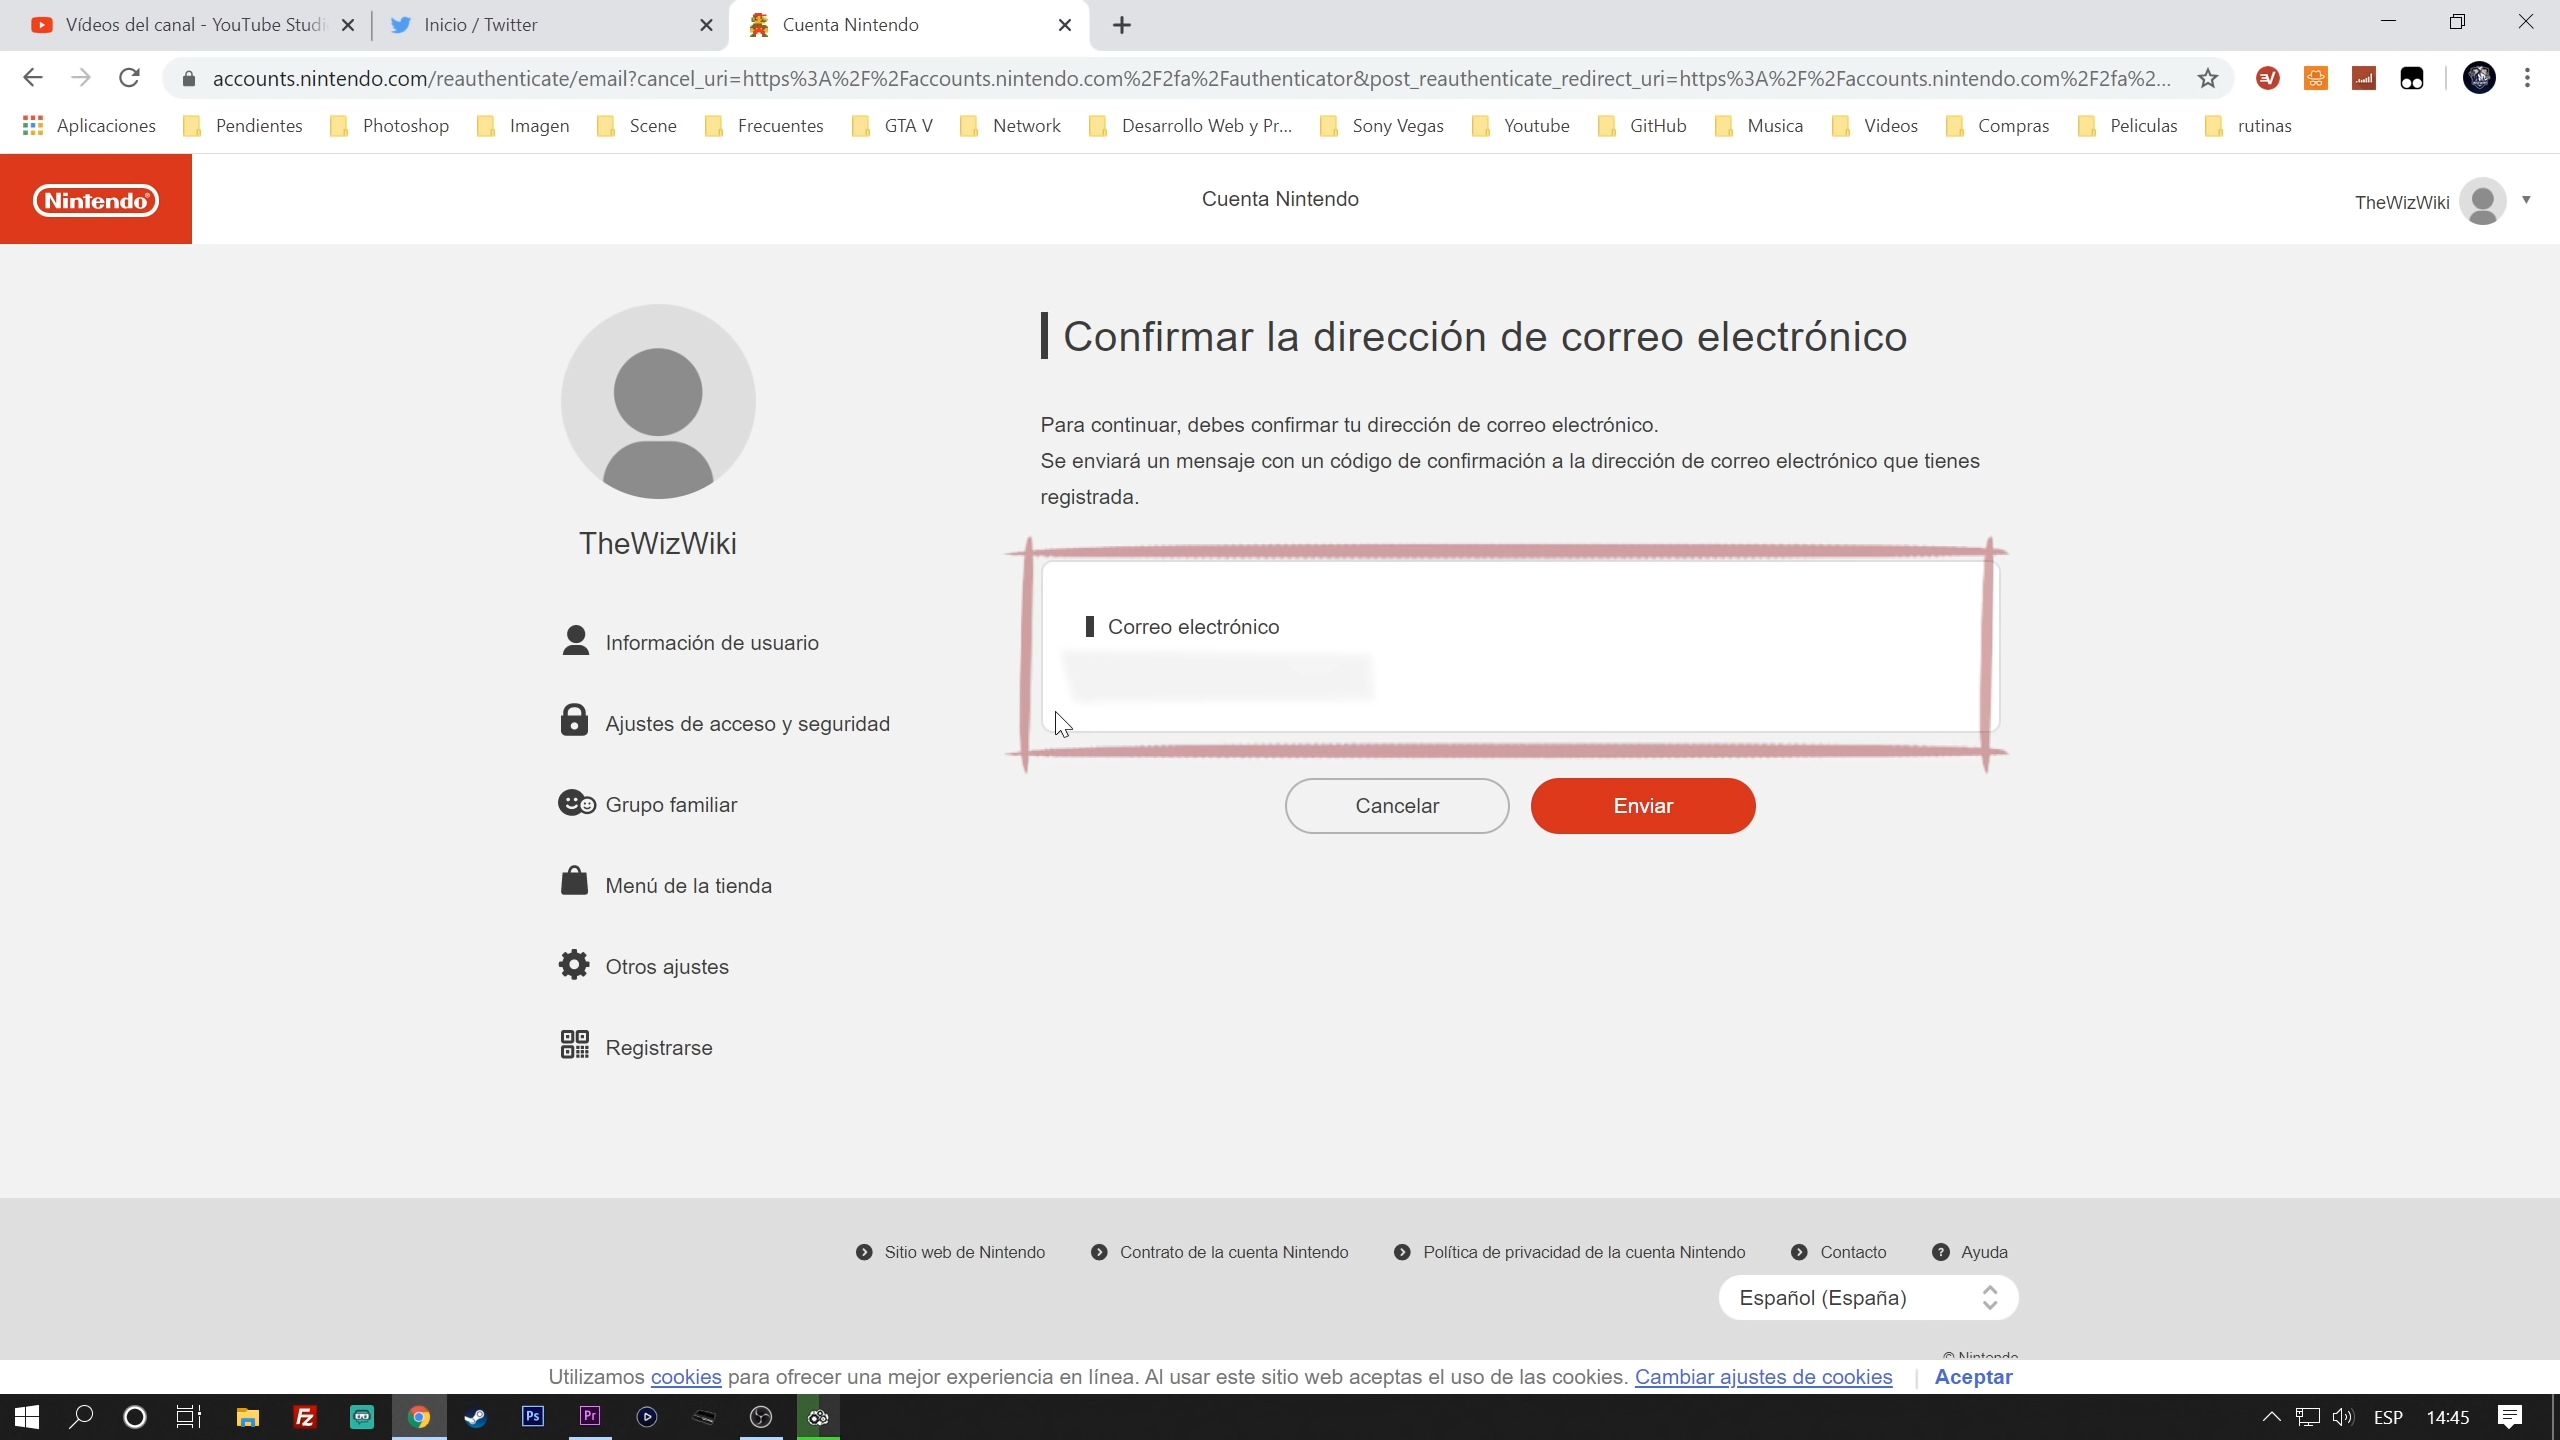 Vídeos del canal - YouTube Studi
Inicio / Twitter
Cuenta Nintendo
accounts.nintendo.com/reauthenticate/email?cancel_uri=https%3A%2F%2Faccounts.nintendo.com%2F2fa%2Fauthenticator&post_reauthenticate_redirect_uri=https%3A%2F%2Faccounts.nintendo.com%2F2fa%2...
Aplicaciones
Pendientes
Photoshop
Imagen
Scene
Frecuentes
GTA V
Network
Desarrollo Web y Pr...
Sony Vegas
Youtube
GitHub
Musica
Videos
Compras
Peliculas
rutinas
Nintendo
Cuenta Nintendo
TheWizWiki
TheWizWiki
Información de usuario
Ajustes de acceso y seguridad
Grupo familiar
Menú de la tienda
Otros ajustes
Registrarse
Confirmar la dirección de correo electrónico
Para continuar, debes confirmar tu dirección de correo electrónico.
Se enviará un mensaje con un código de confirmación a la dirección de correo electrónico que tienes
registrada.
Correo electrónico
Cancelar
Enviar
Sitio web de Nintendo
Contrato de la cuenta Nintendo
Política de privacidad de la cuenta Nintendo
Contacto
Ayuda
Español (España)
© Nintendo
Utilizamos cookies para ofrecer una mejor experiencia en línea. Al usar este sitio web aceptas el uso de las cookies. Cambiar ajustes de cookies
Aceptar
Ps
Pr
ESP
14:45